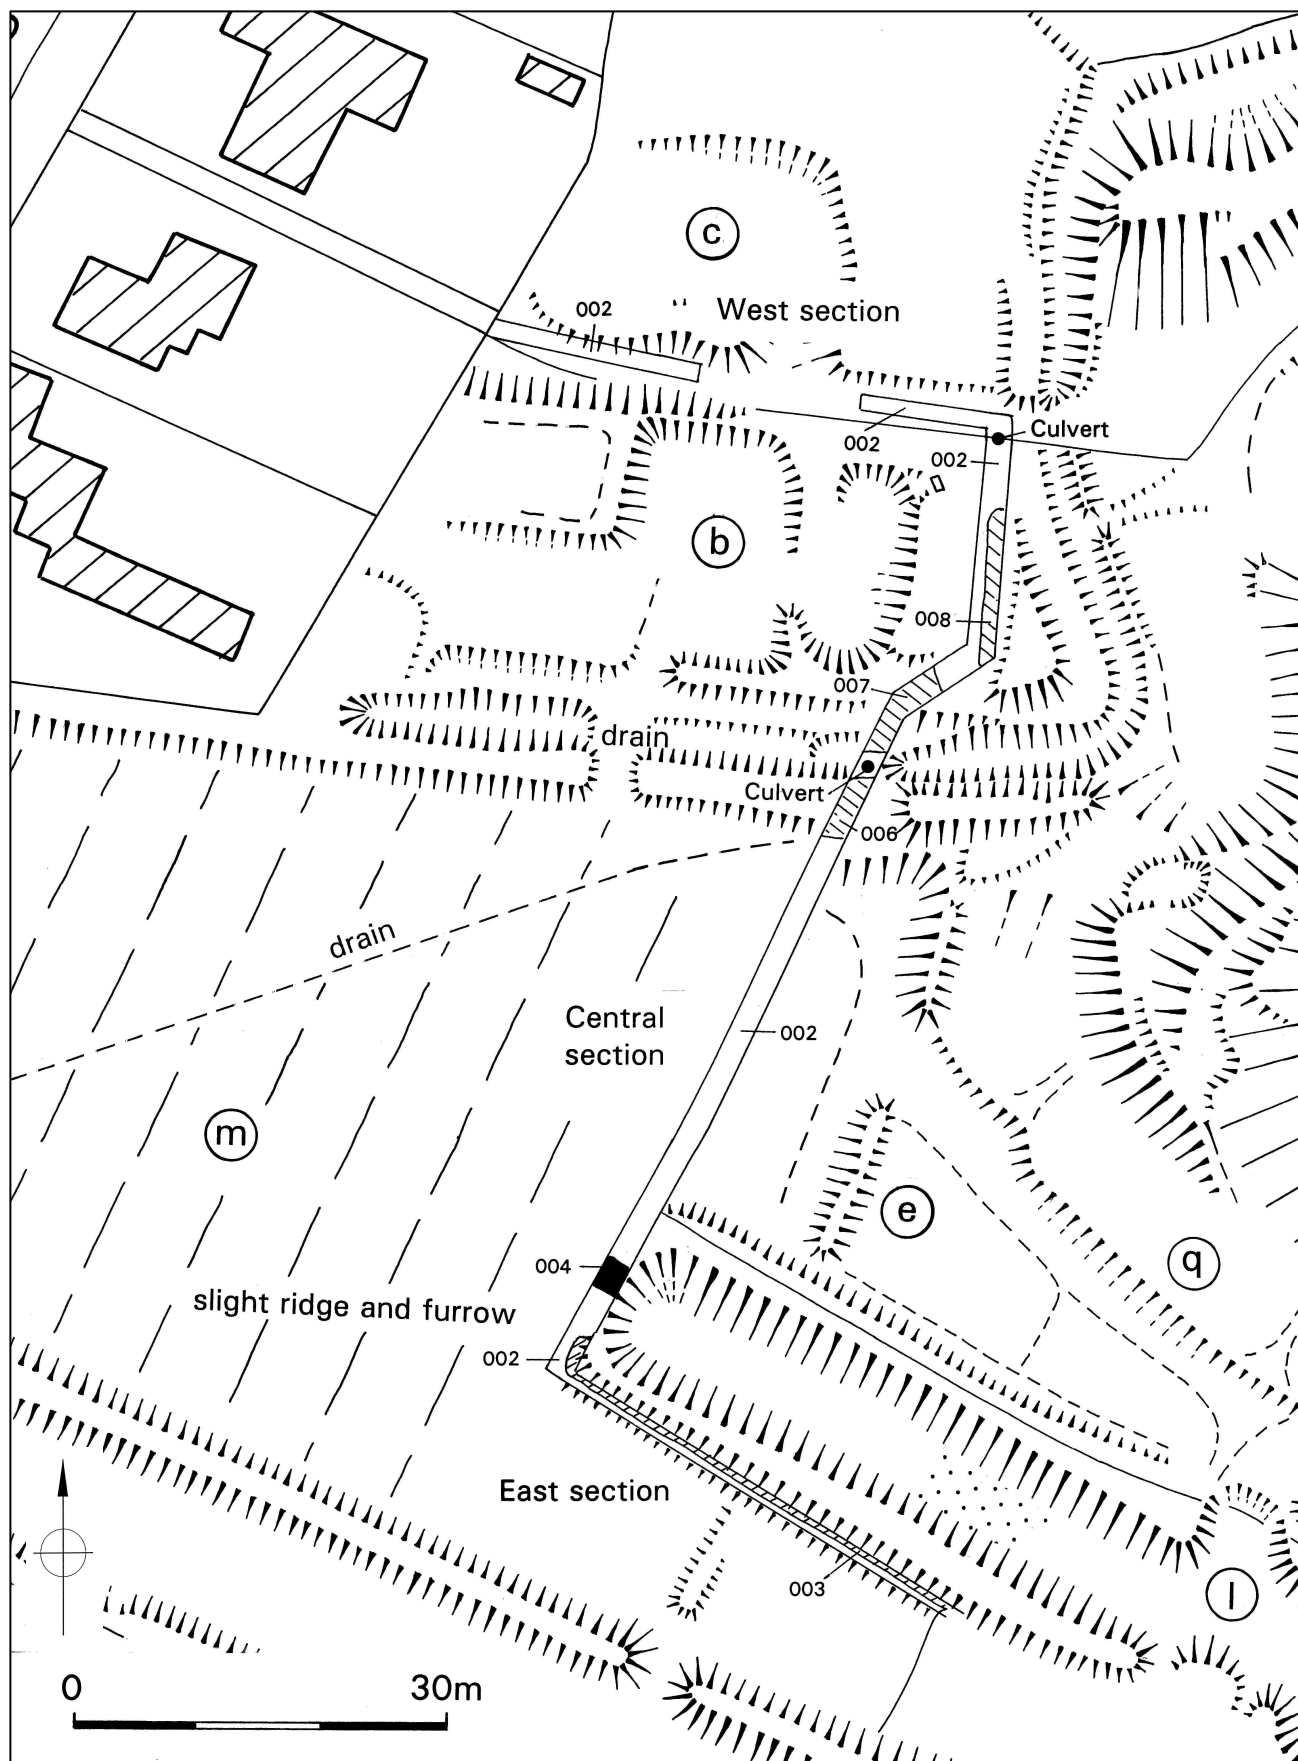 c
002
West section
002
Culvert
002
b
008
007
drain
Culvert
006
drain
Central
section
002
m
e
004
q
slight ridge and furrow
002
East section
003
l
0
30m